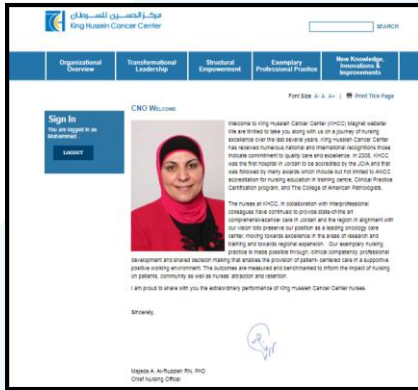 مركز الحسين للسرطان
King Hussein Cancer Center
SEARCH
Organizational
Overview
Transformational
Leadership
Structural
Empowerment
Exemplary
Professional Practice
New Knowledge,
Innovations &
Improvements
Font Size A- A A+ | Print This Page
CNO Welcome
Sign In
You are logged in as
Mohammed.
LOGOUT
Welcome to King Hussein Cancer Center (KHCC) Magnet website!
We are thrilled to take you along with us on a journey of nursing
excellence over the last several years. King Hussein Cancer Center
has received numerous national and international recognitions those
indicate commitment to quality care and excellence. In 2006, KHCC
was the first hospital in Jordan to be accredited by the JCIA and that
was followed by many awards which include but not limited to ANCC
accreditation for nursing education in training centre, Clinical Practice
Certification program, and The College of American Pathologists.
The nurses at KHCC, in collaboration with interprofessional
colleagues have continued to provide state-of-the art
comprehensive cancer care in Jordan and the region in alignment with
our vision to preserve our position as a leading oncology care
center, moving towards excellence in the areas of research and
training and towards regional expansion. Our exemplary nursing
practice is made possible through, clinical competency, professional
development and shared decision making that enables the provision of patient- centered care in a supportive
positive working environment. The outcomes are measured and benchmarked to inform the impact of nursing
on patients, community as well as nurses' attraction and retention.
I am proud to share with you the extraordinary performance of King Hussein Cancer Center nurses.
Sincerely,
Majeda A. Al-Ruzzieh RN, PhD
Chief Nursing Officer